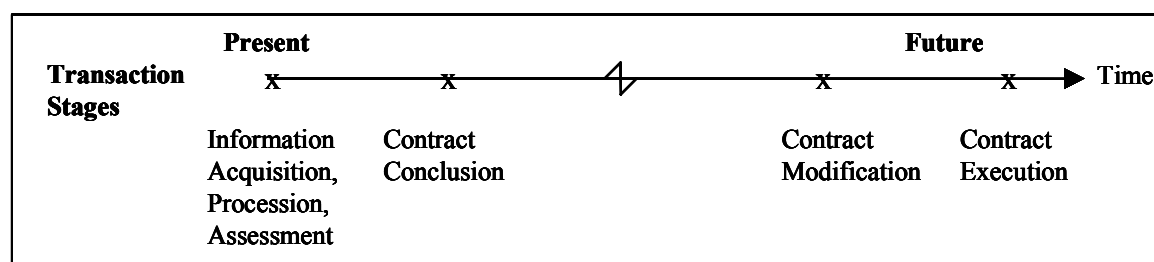 Present Future
Transaction
Stages
x x x x
Time
Information
Acquisition,
Procession,
Assessment
Contract
Conclusion
Contract
Modification
Contract
Execution